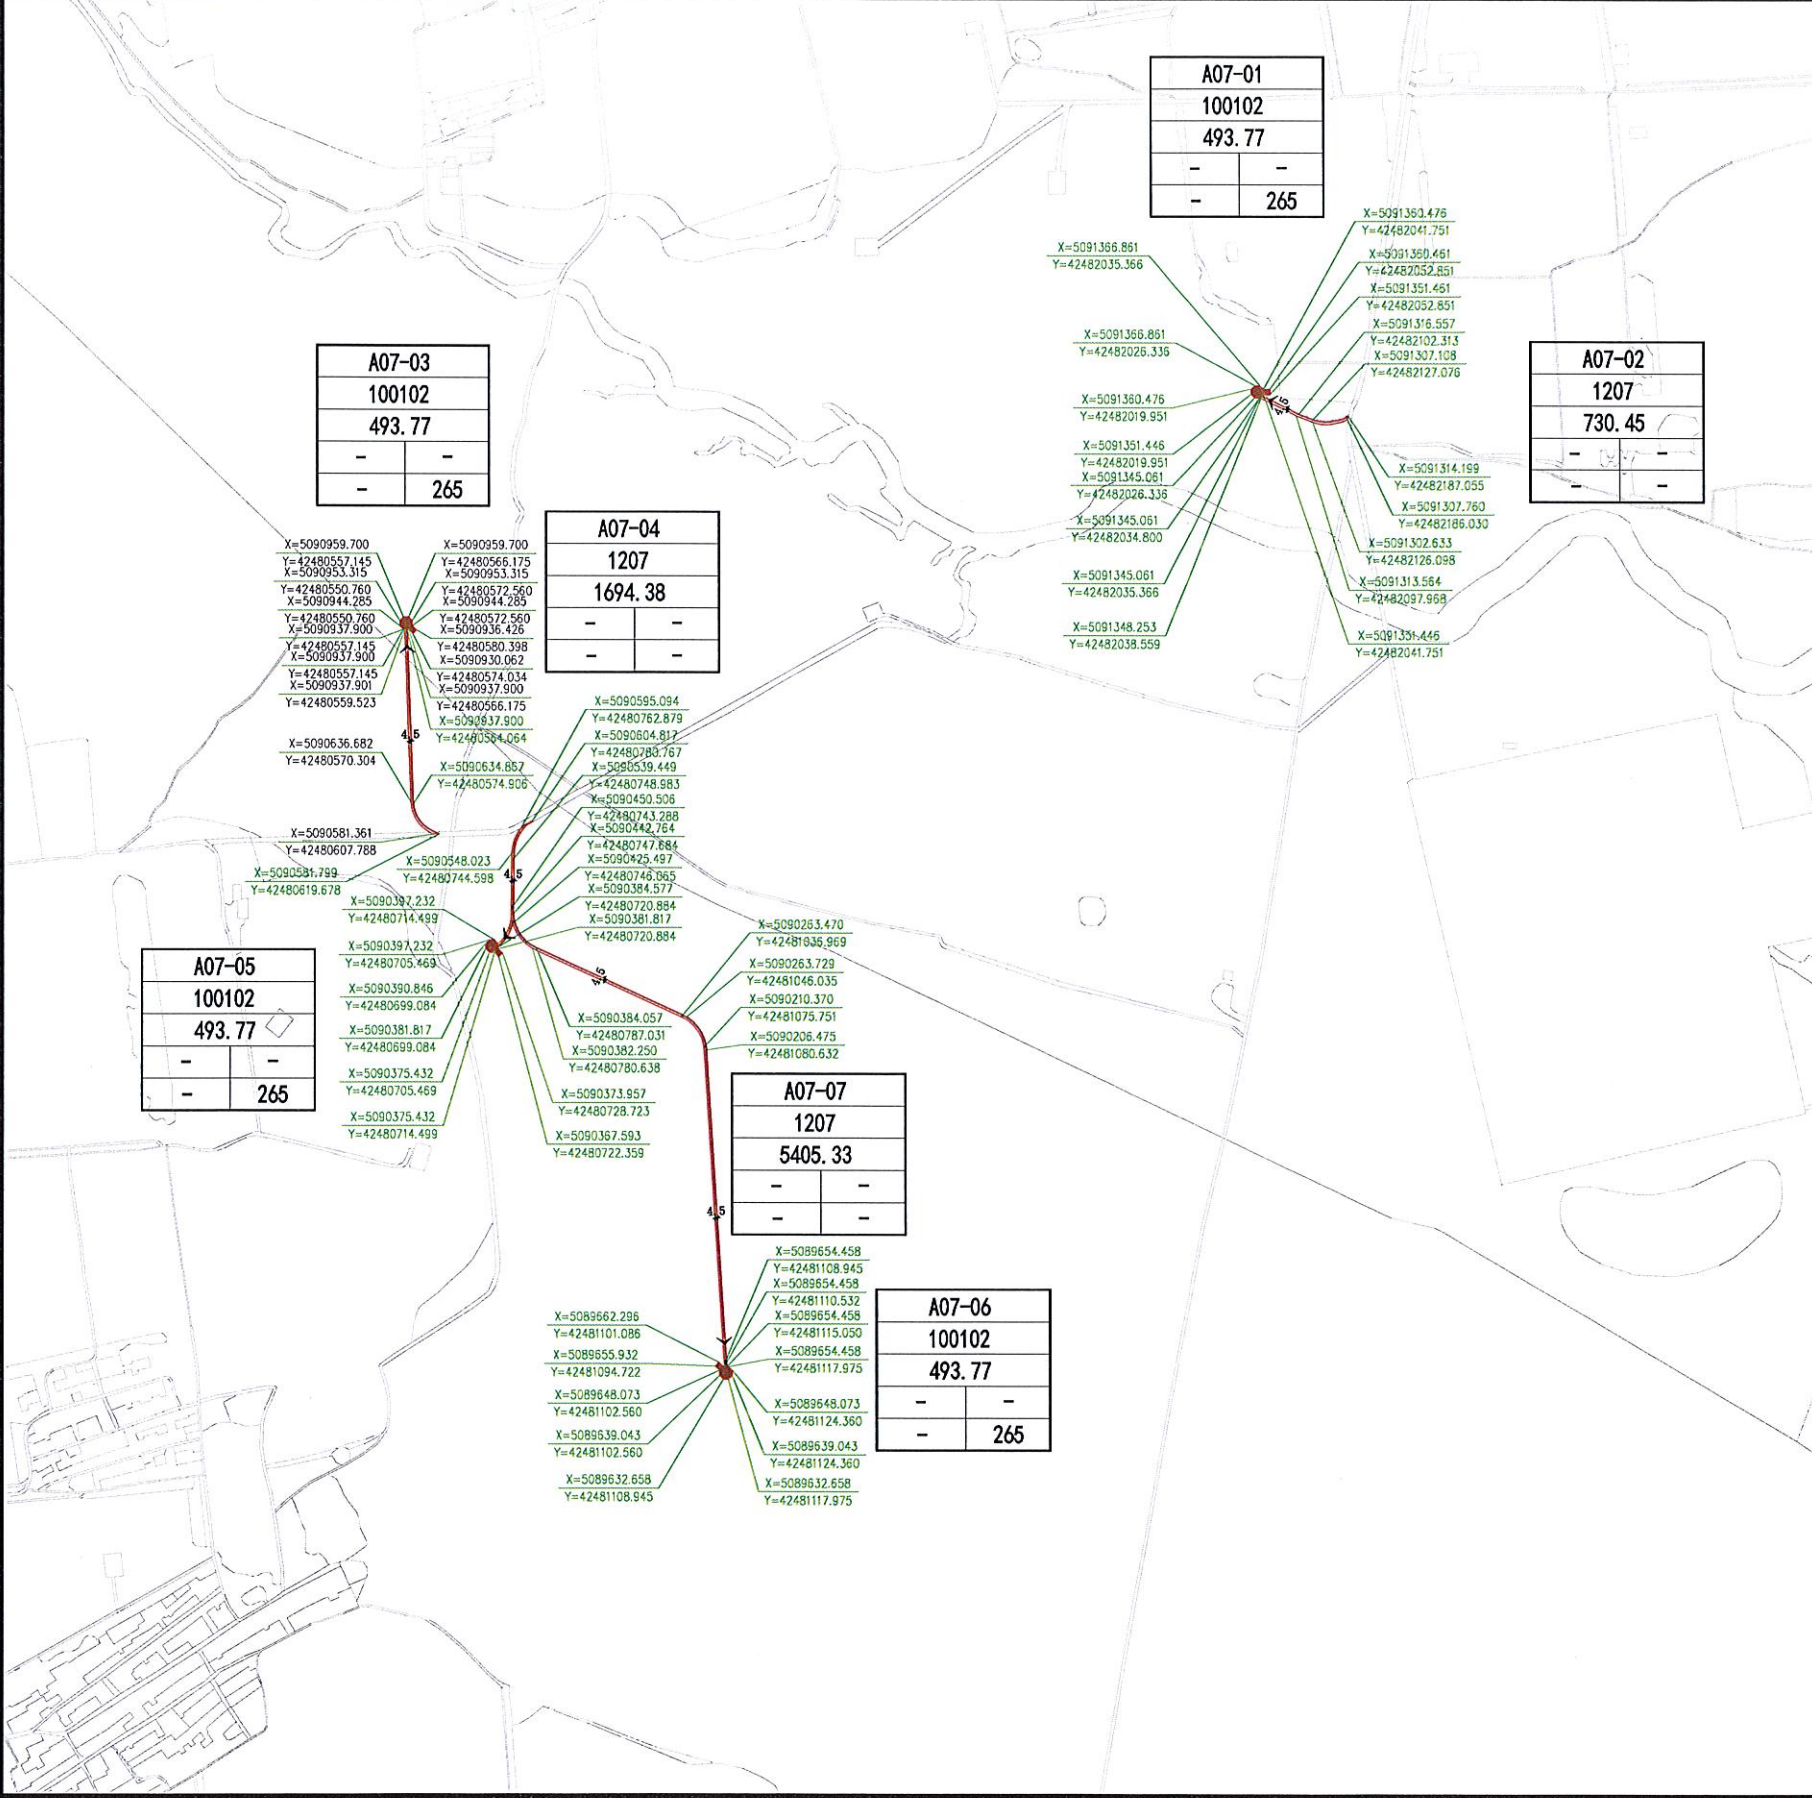 A07-01
100102
493.77
- -
- 265
X=5091360.476
Y=42482041.751
X=5091366.861
Y=42482035.366
X=5091360.461
Y=42482052.851
X=5091351.461
Y=42482052.851
X=5091316.557
Y=42482102.313
X=5091307.108
Y=42482127.076
X=5091366.861
Y=42482026.336
X=5091360.476
Y=42482019.951
X=5091351.446
Y=42482019.951
X=5091345.061
Y=42482026.336
X=5091345.061
Y=42482034.800
X=5091345.061
Y=42482035.366
X=5091348.253
Y=42482038.559
4.5
X=5091314.199
Y=42482187.055
X=5091307.760
Y=42482186.030
X=5091302.633
Y=42482126.098
X=5091313.564
Y=42482097.968
X=5091351.446
Y=42482041.751
A07-02
1207
730.45
- -
- -
A07-03
100102
493.77
- -
- 265
A07-04
1207
1694.38
- -
- -
X=5090959.700
Y=42480557.145
X=5090953.315
Y=42480550.760
X=5090944.285
Y=42480550.760
X=5090937.900
Y=42480557.145
X=5090937.900
Y=42480557.145
X=5090937.901
Y=42480559.523
X=5090959.700
Y=42480566.175
X=5090953.315
Y=42480572.560
X=5090944.285
Y=42480572.560
X=5090936.426
Y=42480580.398
X=5090930.062
Y=42480574.034
X=5090937.900
Y=42480566.175
X=5090937.900
Y=42480564.064
4.5
X=5090636.682
Y=42480570.304
X=5090634.867
Y=42480574.906
X=5090581.361
Y=42480607.788
X=5090581.799
Y=42480619.678
X=5090595.094
Y=42480762.879
X=5090604.817
Y=42480780.767
X=5090539.449
Y=42480748.983
X=5090450.506
Y=42480743.288
X=5090442.764
Y=42480747.684
X=5090425.497
Y=42480746.065
X=5090384.577
Y=42480720.884
X=5090381.817
Y=42480720.884
X=5090548.023
Y=42480744.598
4.5
X=5090397.232
Y=42480714.499
X=5090397.232
Y=42480705.469
X=5090390.846
Y=42480699.084
X=5090381.817
Y=42480699.084
X=5090375.432
Y=42480705.469
X=5090375.432
Y=42480714.499
A07-05
100102
493.77
- -
- 265
4.5
X=5090263.470
Y=42481036.969
X=5090263.729
Y=42481046.035
X=5090210.370
Y=42481075.751
X=5090206.475
Y=42481080.632
X=5090384.057
Y=42480787.031
X=5090382.250
Y=42480780.638
X=5090373.957
Y=42480728.723
X=5090367.593
Y=42480722.359
A07-07
1207
5405.33
- -
- -
4.5
X=5089654.458
Y=42481108.945
X=5089654.458
Y=42481110.532
X=5089654.458
Y=42481115.050
X=5089654.458
Y=42481117.975
X=5089648.073
Y=42481124.360
X=5089639.043
Y=42481124.360
X=5089632.658
Y=42481117.975
X=5089662.296
Y=42481101.086
X=5089655.932
Y=42481094.722
X=5089648.073
Y=42481102.560
X=5089639.043
Y=42481102.560
X=5089632.658
Y=42481108.945
A07-06
100102
493.77
- -
- 265